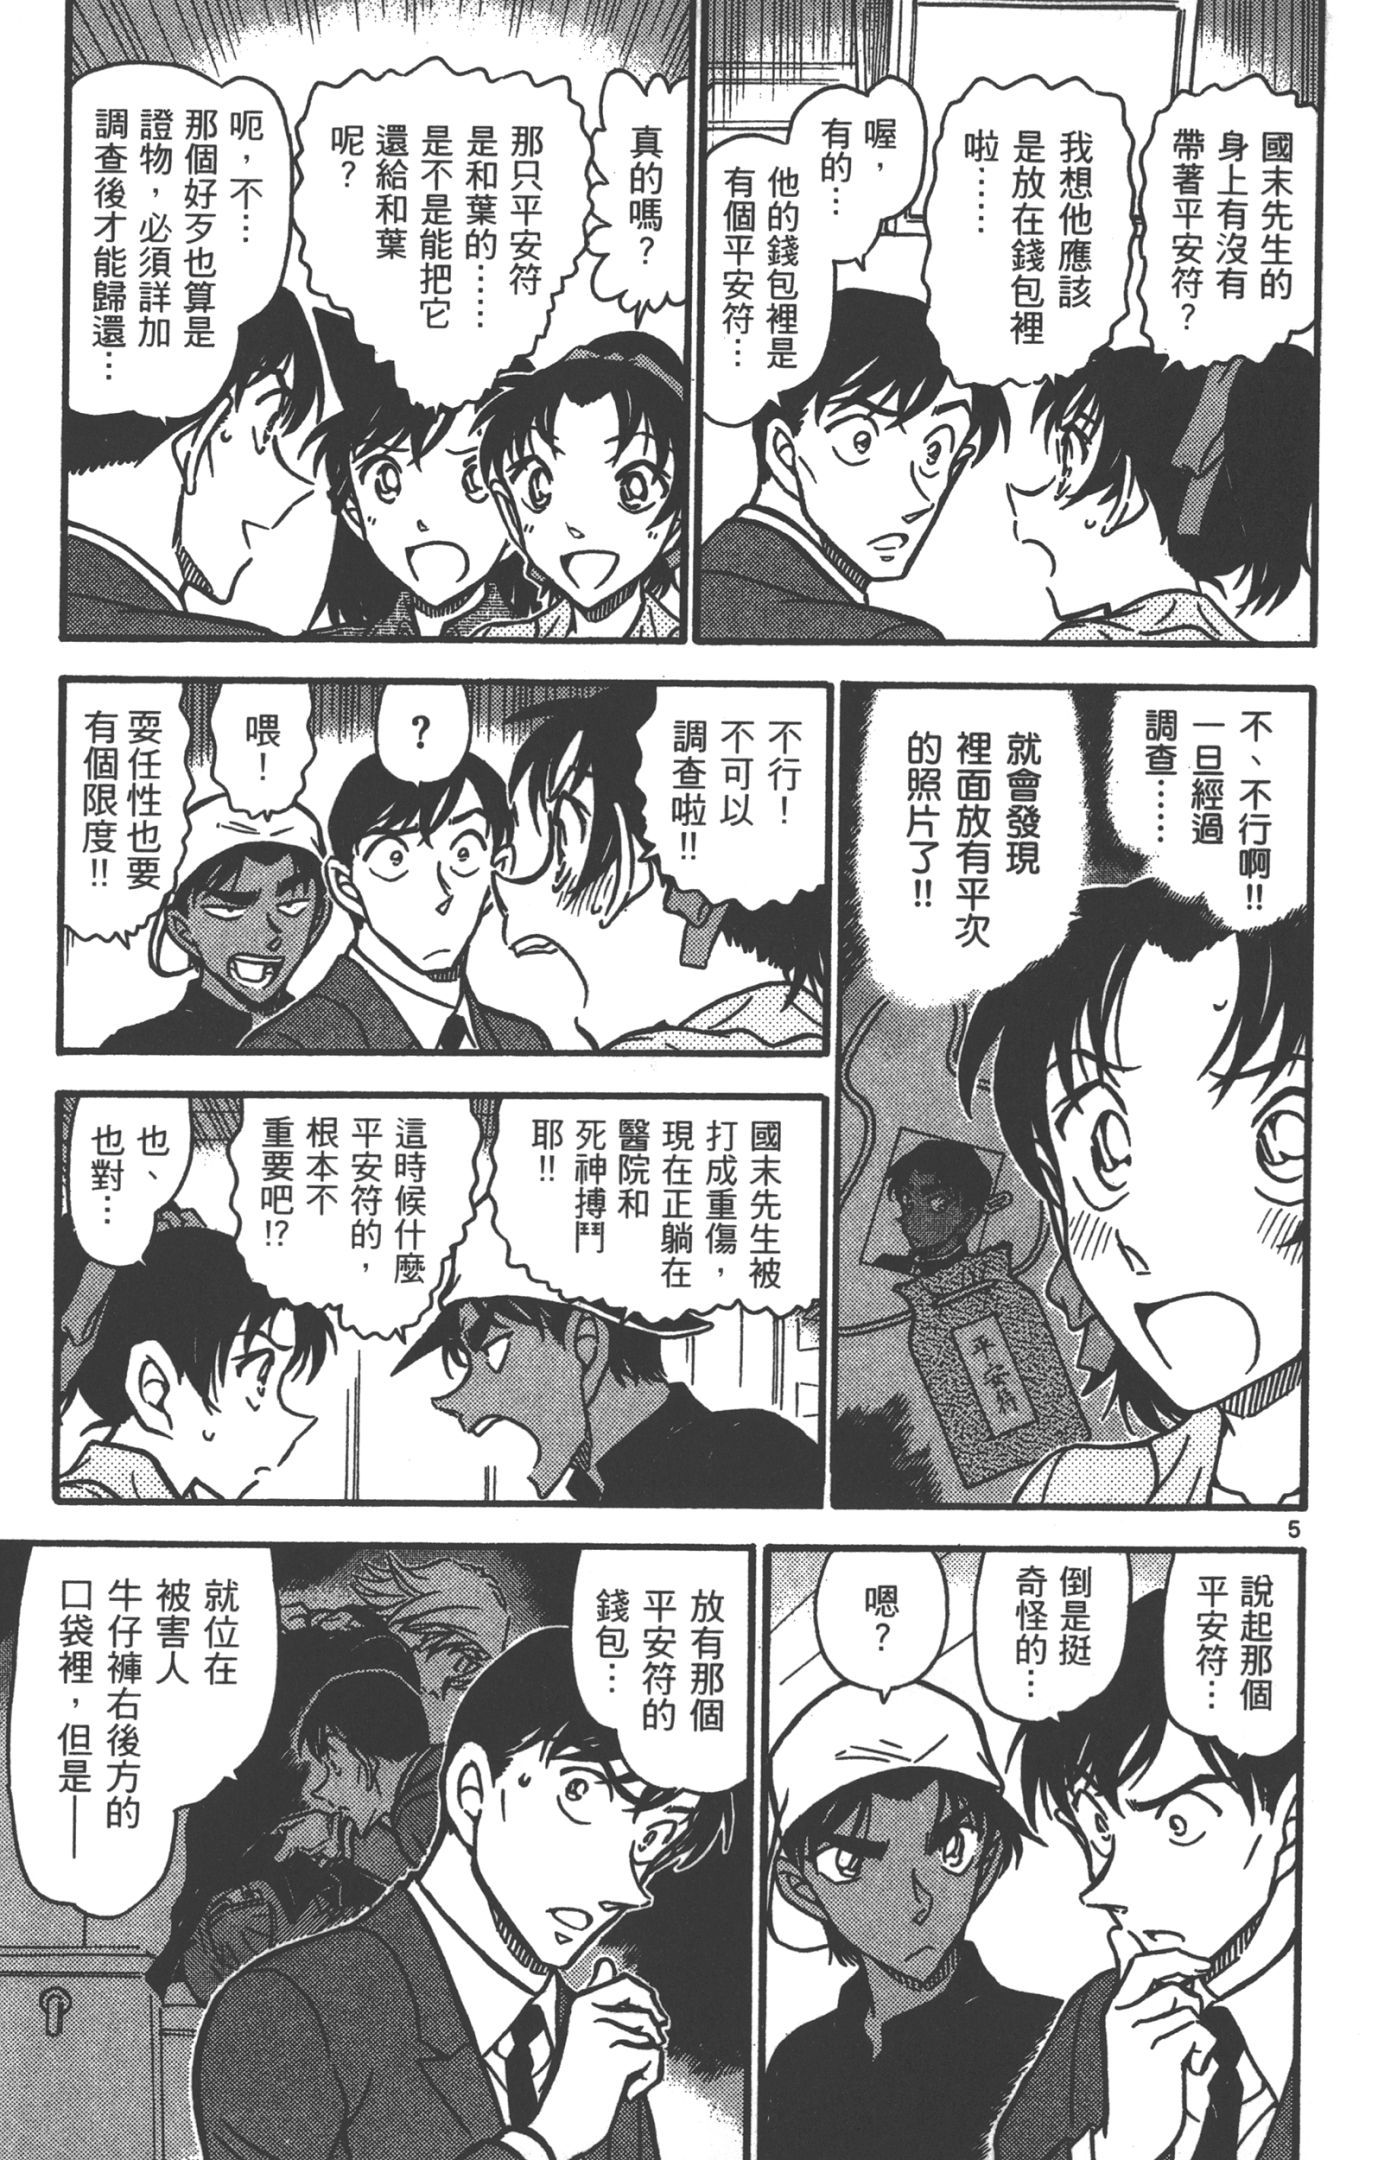 國末先生的
身上有沒有
帶著平安符？
我想他應該
是放在錢包裡
啦……
喔，
有的…
他的錢包裡是
有個平安符…
真的嗎？
那只平安符
是和葉的……
是不是能把它
還給和葉
呢？
呃，不…
那個好歹也算是
證物，必須詳加
調查後才能歸還…
不、不行啊!!
一旦經過
調查……
就會發現
裡面放有平次
的照片了!!
平安符
不行！
不可以
調查啦!!
？
喂！
耍任性也要
有個限度!!
國末先生被
打成重傷，
現在正躺在
醫院和
死神搏鬥
耶!!
這時候什麼
平安符的，
根本不
重要吧!?
也、
也對…
5
說起那個
平安符…
倒是挺
奇怪的…
嗯？
放有那個
平安符的
錢包…
就位在
被害人
牛仔褲右後方的
口袋裡，但是——